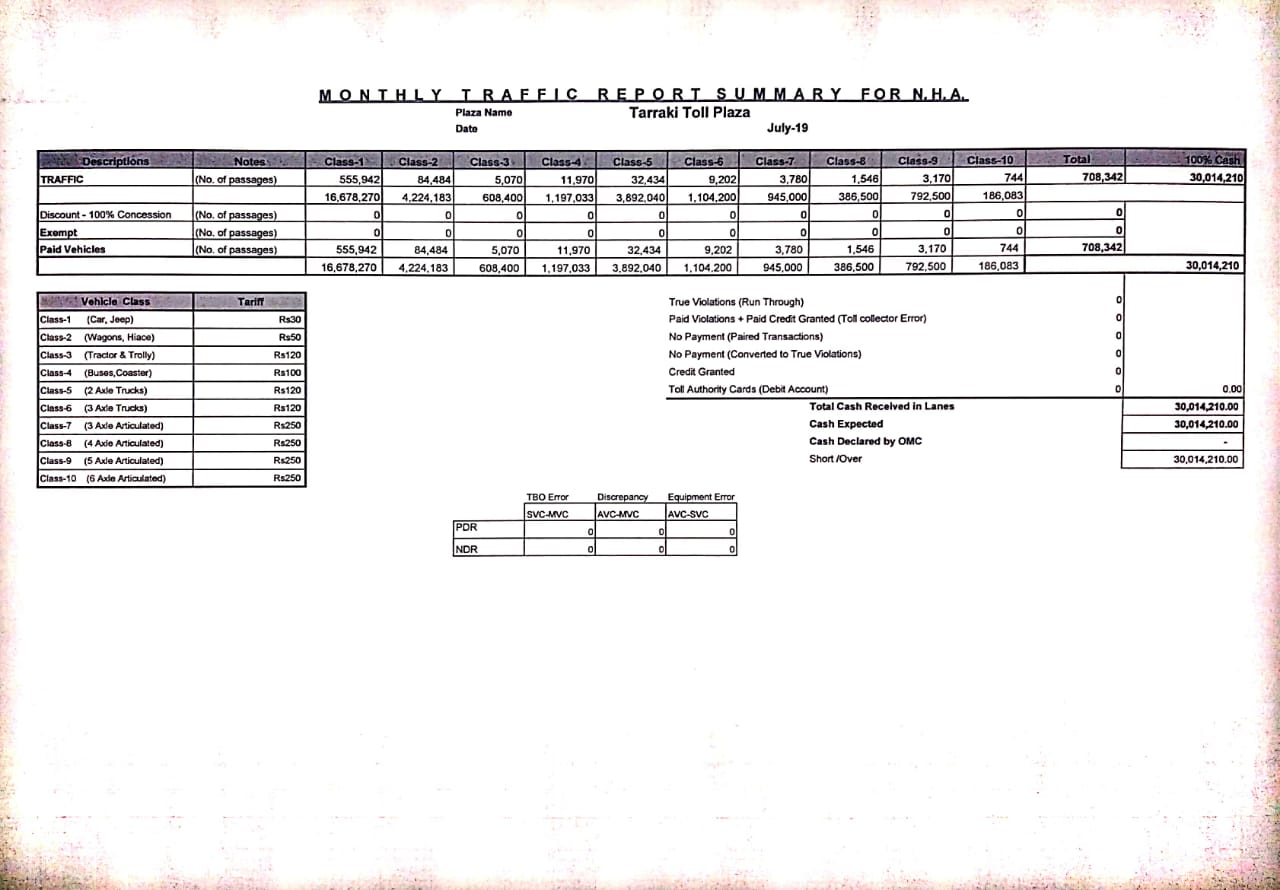 MONTHLY TRAFFIC REPORT SUMMARY FOR N.H.A.
Plaza Name Tarraki Toll Plaza
Date July-19
Descriptions Notes Class-1 Class-2 Class-3 Class-4 Class-5 Class-6 Class-7 Class-8 Class-9 Class-10 Total 100% Cash
TRAFFIC (No. of passages) 555,942 84,484 5,070 11,970 32,434 9,202 3,780 1,546 3,170 744 708,342 30,014,210
16,678,270 4,224,183 608,400 1,197,033 3,892,040 1,104,200 945,000 386,500 792,500 186,083
Discount - 100% Concession (No. of passages) 0 0 0 0 0 0 0 0 0 0 0
Exempt (No. of passages) 0 0 0 0 0 0 0 0 0 0 0
Paid Vehicles (No. of passages) 555,942 84,484 5,070 11,970 32,434 9,202 3,780 1,546 3,170 744 708,342
16,678,270 4,224,183 608,400 1,197,033 3,892,040 1,104,200 945,000 386,500 792,500 186,083 30,014,210
Vehicle Class Tariff
Class-1 (Car, Jeep) Rs30
Class-2 (Wagons, Hiace) Rs50
Class-3 (Tractor & Trolly) Rs120
Class-4 (Buses,Coaster) Rs100
Class-5 (2 Axle Trucks) Rs120
Class-6 (3 Axle Trucks) Rs120
Class-7 (3 Axle Articulated) Rs250
Class-8 (4 Axle Articulated) Rs250
Class-9 (5 Axle Articulated) Rs250
Class-10 (6 Axle Articulated) Rs250
True Violations (Run Through) 0
Paid Violations + Paid Credit Granted (Toll collector Error) 0
No Payment (Paired Transactions) 0
No Payment (Converted to True Violations) 0
Credit Granted 0
Toll Authority Cards (Debit Account) 0 0.00
Total Cash Received in Lanes 30,014,210.00
Cash Expected 30,014,210.00
Cash Declared by OMC -
Short /Over 30,014,210.00
TBO Error Discrepancy Equipment Error
SVC-MVC AVC-MVC AVC-SVC
PDR 0 0 0
NDR 0 0 0